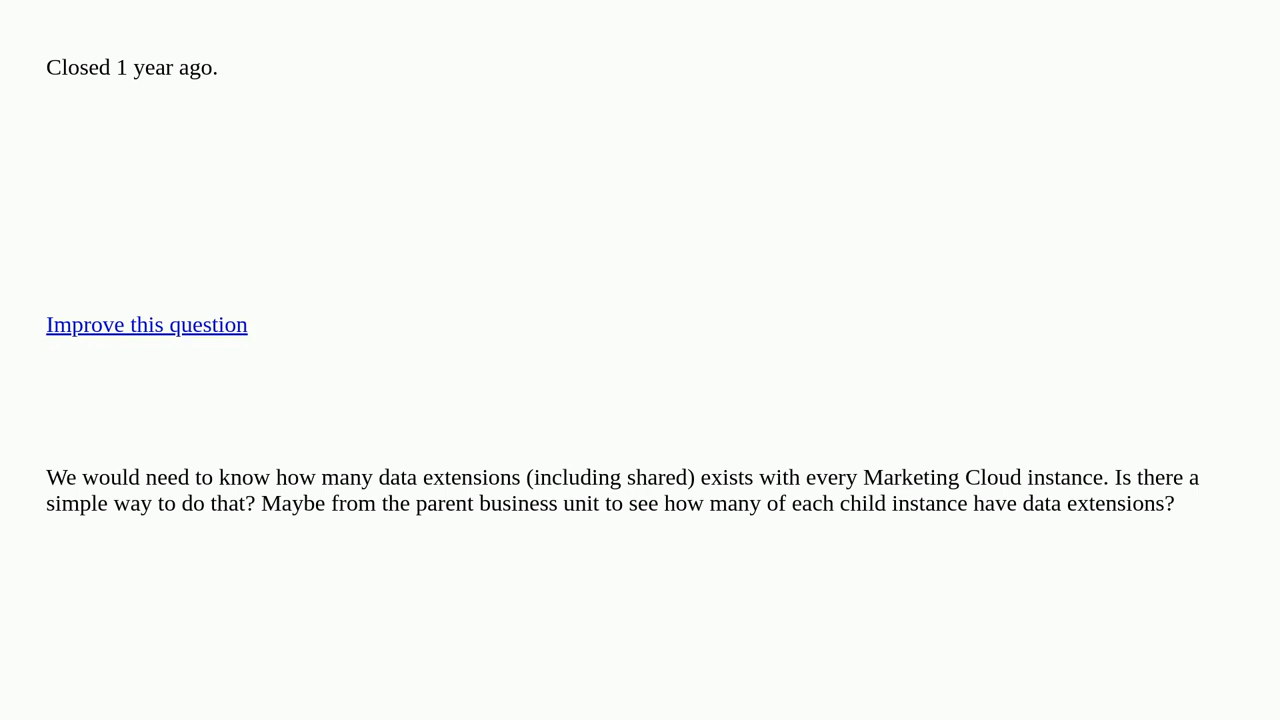 Closed 1 year ago.
Improve this question
We would need to know how many data extensions (including shared) exists with every Marketing Cloud instance. Is there a
simple way to do that? Maybe from the parent business unit to see how many of each child instance have data extensions?